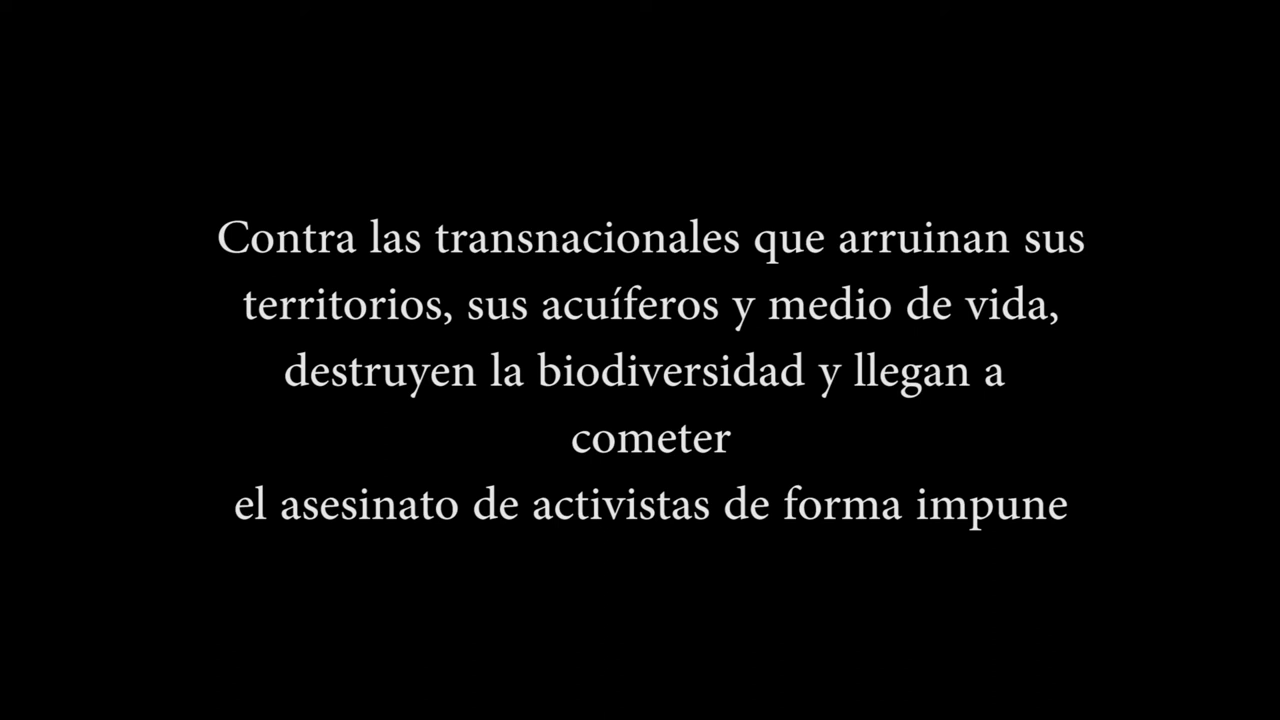 Contra las transnacionales que arruinan sus
territorios, sus acuíferos y medio de vida,
destruyen la biodiversidad y llegan a
cometer
el asesinato de activistas de forma impune